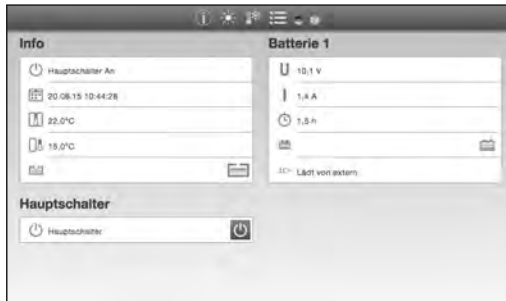 Info
Hauptschalter An
20.08.15 10:44:28
22,0°C
15,0°C
Hauptschalter
Hauptschalter
Batterie 1
U 10,1 V
I 1,4 A
1,5 h
Lädt von extern